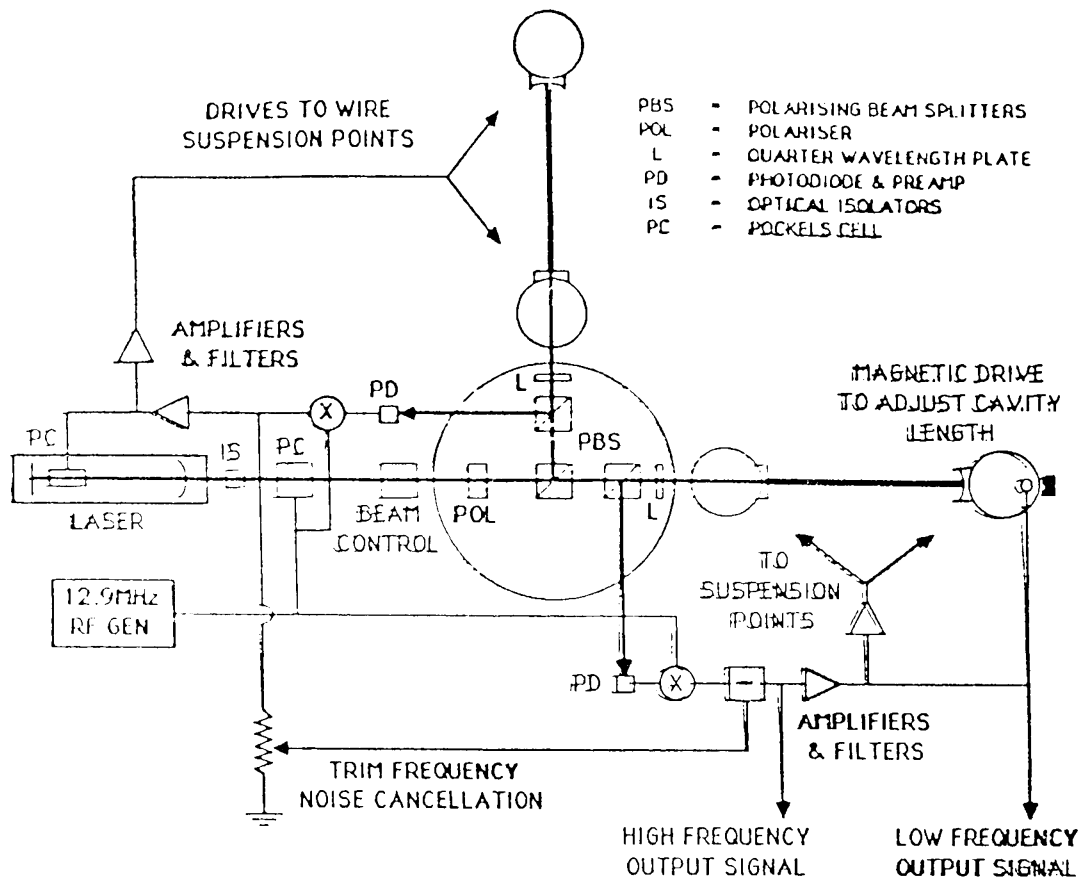 DRIVES TO WIRE
SUSPENSION POINTS
PBS - POLARISING BEAM SPLITTERS
POL - POLARISER
L - QUARTER WAVELENGTH PLATE
PD - PHOTODIODE & PREAMP
IS - OPTICAL ISOLATORS
PC - POCKELS CELL
AMPLIFIERS
& FILTERS
MAGNETIC DRIVE
TO ADJUST CAVITY
LENGTH
L
PD
X
PBS
PC
IS
PC
LASER
BEAM
CONTROL
POL
L
TO
SUSPENSION
POINTS
12.9MHz
RF GEN
PD
X
-
AMPLIFIERS
& FILTERS
TRIM FREQUENCY
NOISE CANCELLATION
HIGH FREQUENCY
OUTPUT SIGNAL
LOW FREQUENCY
OUTPUT SIGNAL